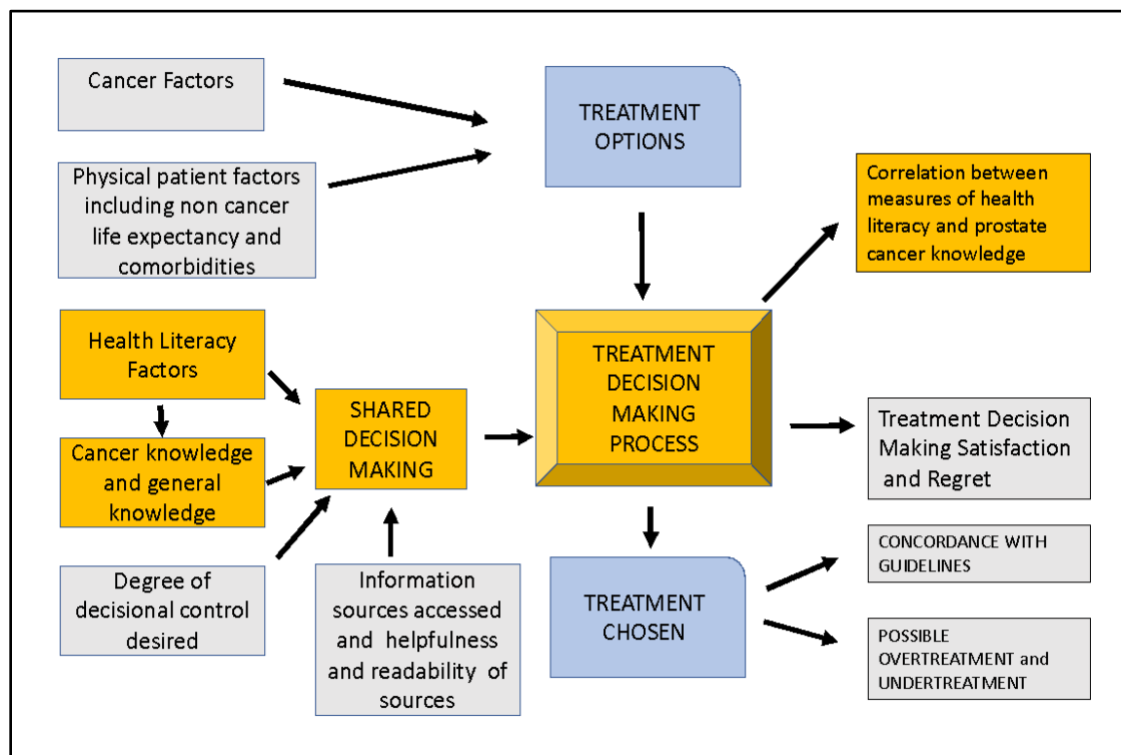 Cancer Factors
TREATMENT
OPTIONS
Physical patient factors
including non cancer
life expectancy and
comorbidities
Correlation between
measures of health
literacy and prostate
cancer knowledge
Health Literacy
Factors
Cancer knowledge
and general
knowledge
Degree of
decisional control
desired
SHARED
DECISION
MAKING
Information
sources accessed
and helpfulness
and readability of
sources
TREATMENT
DECISION
MAKING
PROCESS
TREATMENT
CHOSEN
Treatment Decision
Making Satisfaction
and Regret
CONCORDANCE WITH
GUIDELINES
POSSIBLE
OVERTREATMENT and
UNDERTREATMENT